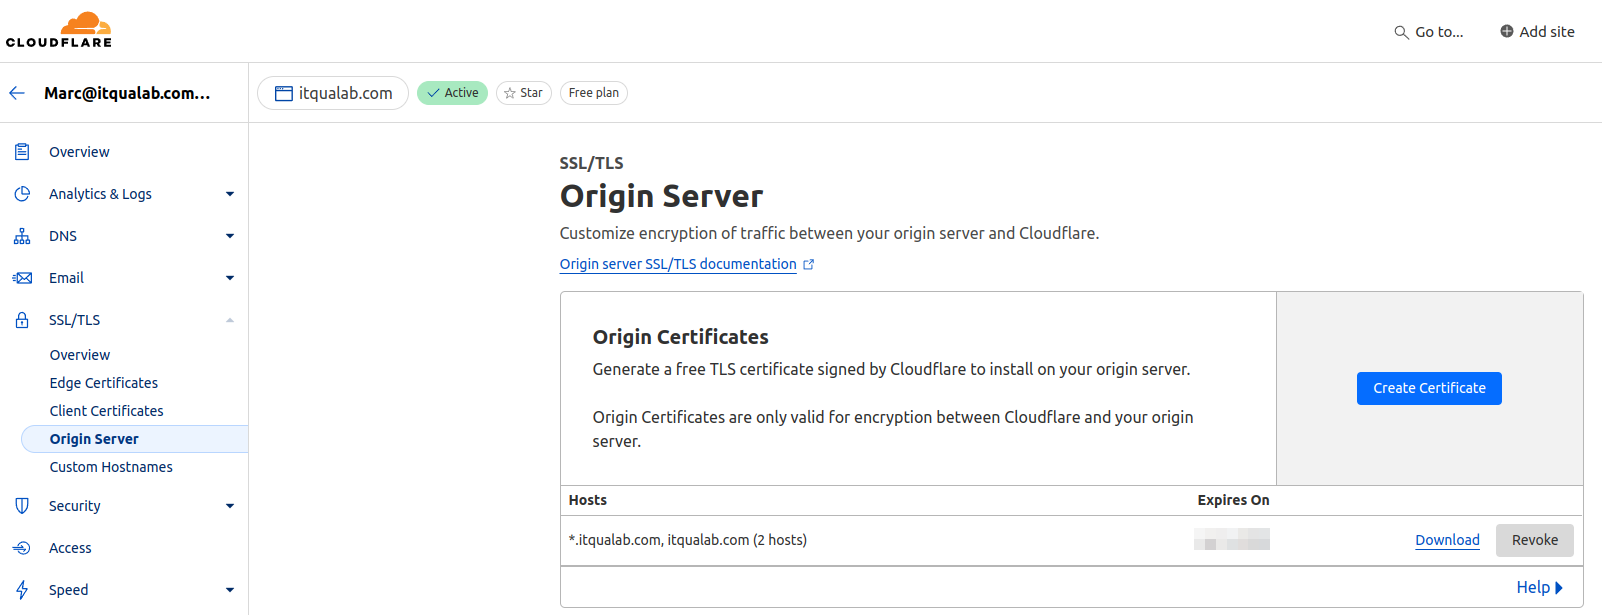 CLOUDFLARE
Go to...
Add site
Marc@itqualab.com...
itqualab.com
Active
Star
Free plan
Overview
Analytics & Logs
DNS
Email
SSL/TLS
Overview
Edge Certificates
Client Certificates
Origin Server
Custom Hostnames
Security
Access
Speed
SSL/TLS
Origin Server
Customize encryption of traffic between your origin server and Cloudflare.
Origin server SSL/TLS documentation
Origin Certificates
Generate a free TLS certificate signed by Cloudflare to install on your origin server.
Origin Certificates are only valid for encryption between Cloudflare and your origin
server.
Create Certificate
Hosts
Expires On
*.itqualab.com, itqualab.com (2 hosts)
Download
Revoke
Help